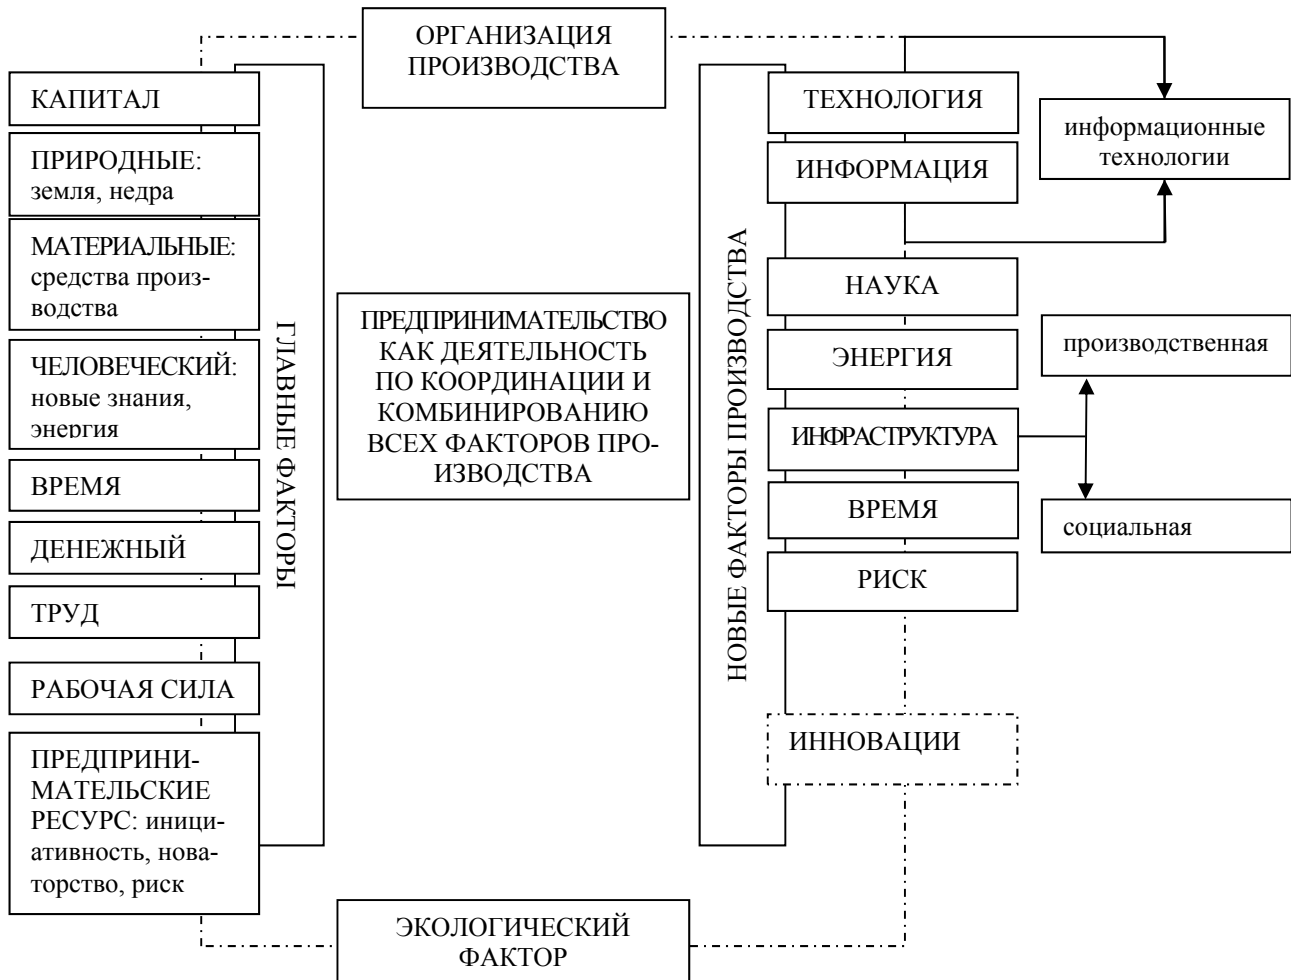 ОРГАНИЗАЦИЯ
ПРОИЗВОДСТВА
КАПИТАЛ
ПРИРОДНЫЕ:
земля, недра
МАТЕРИАЛЬНЫЕ:
средства произ-
водства
ЧЕЛОВЕЧЕСКИЙ:
новые знания,
энергия
ВРЕМЯ
ДЕНЕЖНЫЙ
ТРУД
РАБОЧАЯ СИЛА
ПРЕДПРИНИ-
МАТЕЛЬСКИЕ
РЕСУРС: иници-
ативность, нова-
торство, риск
ГЛАВНЫЕ ФАКТОРЫ
ПРЕДПРИНИМАТЕЛЬСТВО
КАК ДЕЯТЕЛЬНОСТЬ
ПО КООРДИНАЦИИ И
КОМБИНИРОВАНИЮ
ВСЕХ ФАКТОРОВ ПРО-
ИЗВОДСТВА
НОВЫЕ ФАКТОРЫ ПРОИЗВОДСТВА
ТЕХНОЛОГИЯ
ИНФОРМАЦИЯ
НАУКА
ЭНЕРГИЯ
ИНФРАСТРУКТУРА
ВРЕМЯ
РИСК
ИННОВАЦИИ
информационные
технологии
производственная
социальная
ЭКОЛОГИЧЕСКИЙ
ФАКТОР